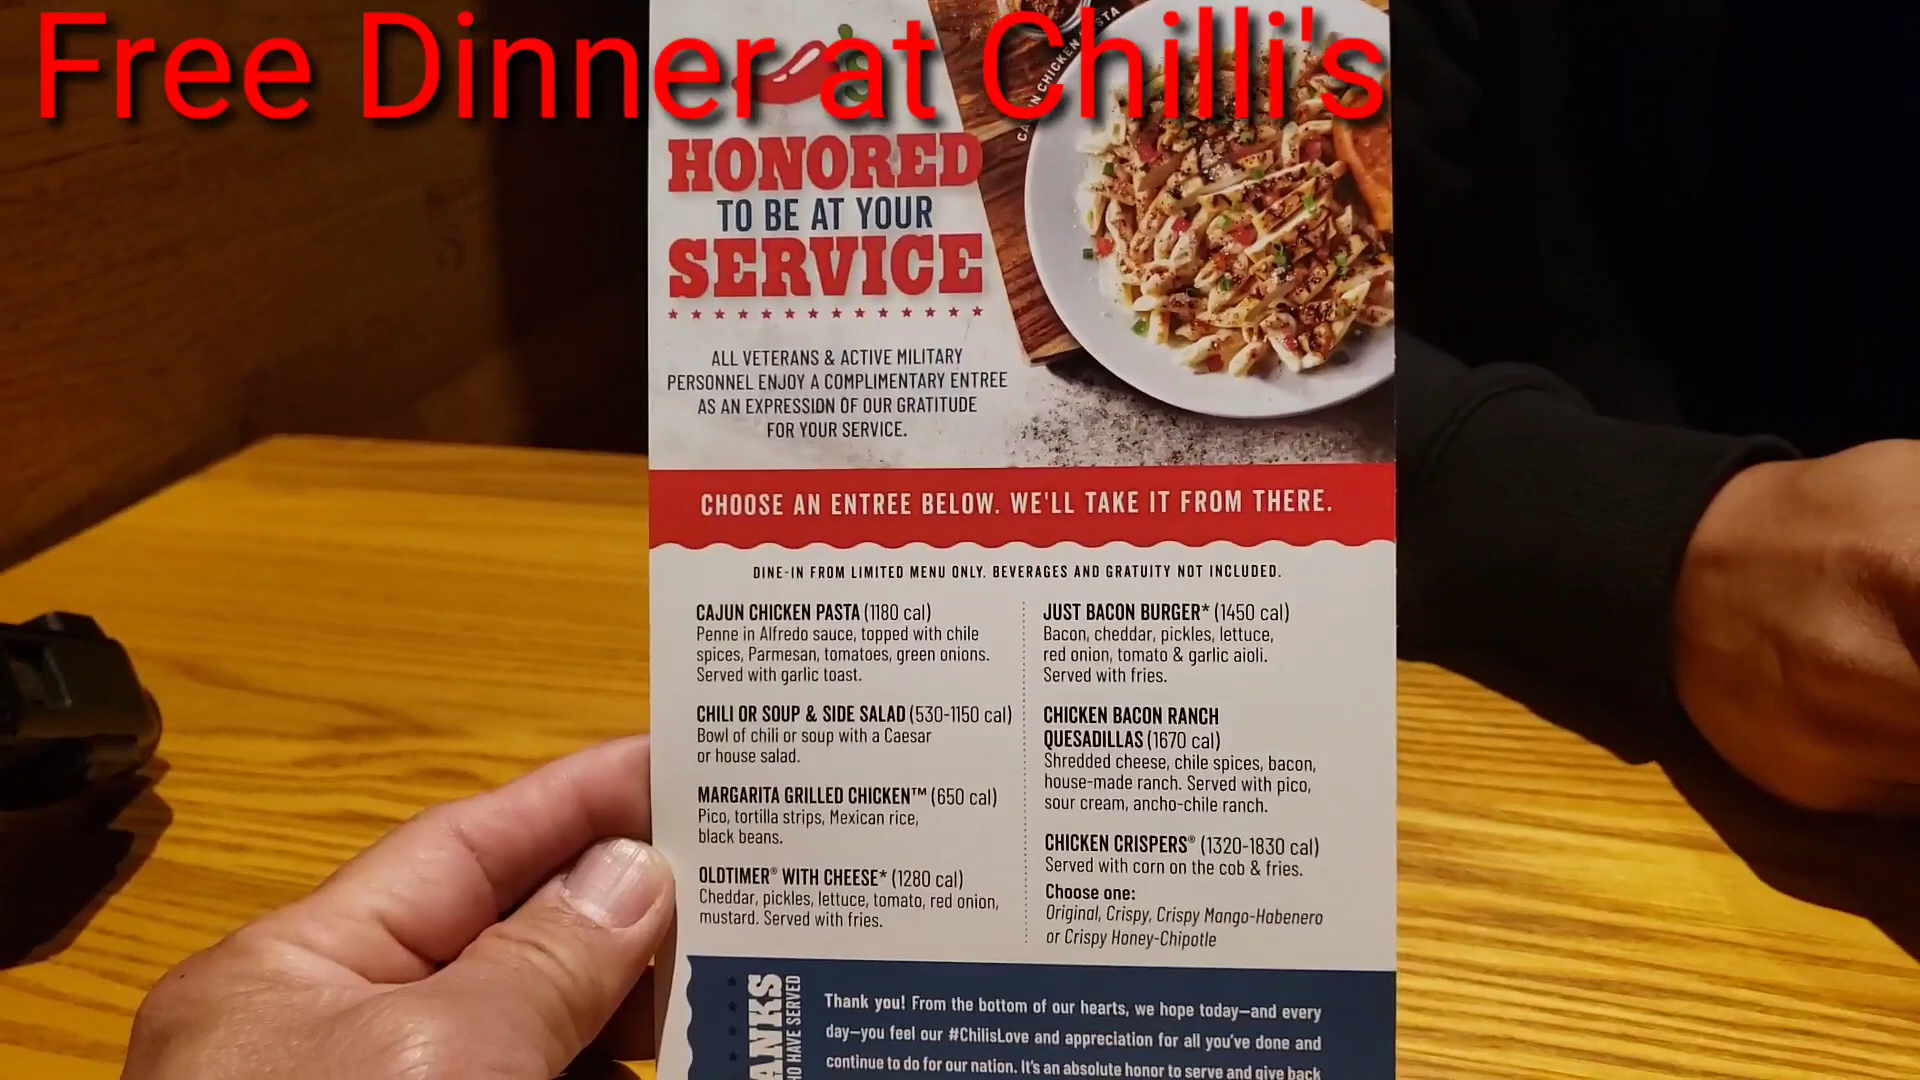 Free Dinner at Chilli's
HONORED
TO BE AT YOUR
SERVICE
ALL VETERANS & ACTIVE MILITARY
PERSONNEL ENJOY A COMPLIMENTARY ENTREE
AS AN EXPRESSION OF OUR GRATITUDE
FOR YOUR SERVICE.
CHOOSE AN ENTREE BELOW. WE'LL TAKE IT FROM THERE.
DINE-IN FROM LIMITED MENU ONLY. BEVERAGES AND GRATUITY NOT INCLUDED.
CAJUN CHICKEN PASTA (1180 cal)
Penne in Alfredo sauce, topped with chile
spices, Parmesan, tomatoes, green onions.
Served with garlic toast.
CHILI OR SOUP & SIDE SALAD (530-1150 cal)
Bowl of chili or soup with a Caesar
or house salad.
MARGARITA GRILLED CHICKEN™ (650 cal)
Pico, tortilla strips, Mexican rice,
black beans.
OLDTIMER® WITH CHEESE* (1280 cal)
Cheddar, pickles, lettuce, tomato, red onion,
mustard. Served with fries.
JUST BACON BURGER* (1450 cal)
Bacon, cheddar, pickles, lettuce,
red onion, tomato & garlic aioli.
Served with fries.
CHICKEN BACON RANCH
QUESADILLAS (1670 cal)
Shredded cheese, chile spices, bacon,
house-made ranch. Served with pico,
sour cream, ancho-chile ranch.
CHICKEN CRISPERS® (1320-1830 cal)
Served with corn on the cob & fries.
Choose one:
Original, Crispy, Crispy Mango-Habenero
or Crispy Honey-Chipotle
HAVE SERVED
Thank you! From the bottom of our hearts, we hope today—and every
day—you feel our #ChilisLove and appreciation for all you've done and
continue to do for our nation. It's an absolute honor to serve and give back